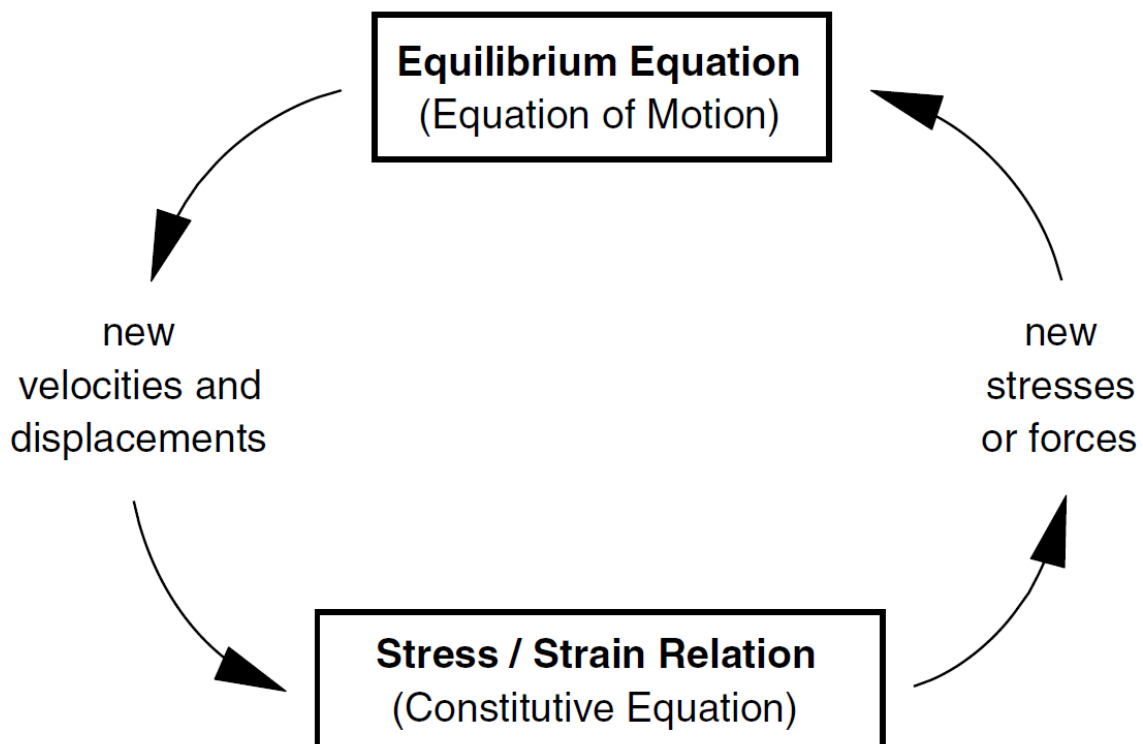 Equilibrium Equation
(Equation of Motion)
new
velocities and
displacements
new
stresses
or forces
Stress / Strain Relation
(Constitutive Equation)